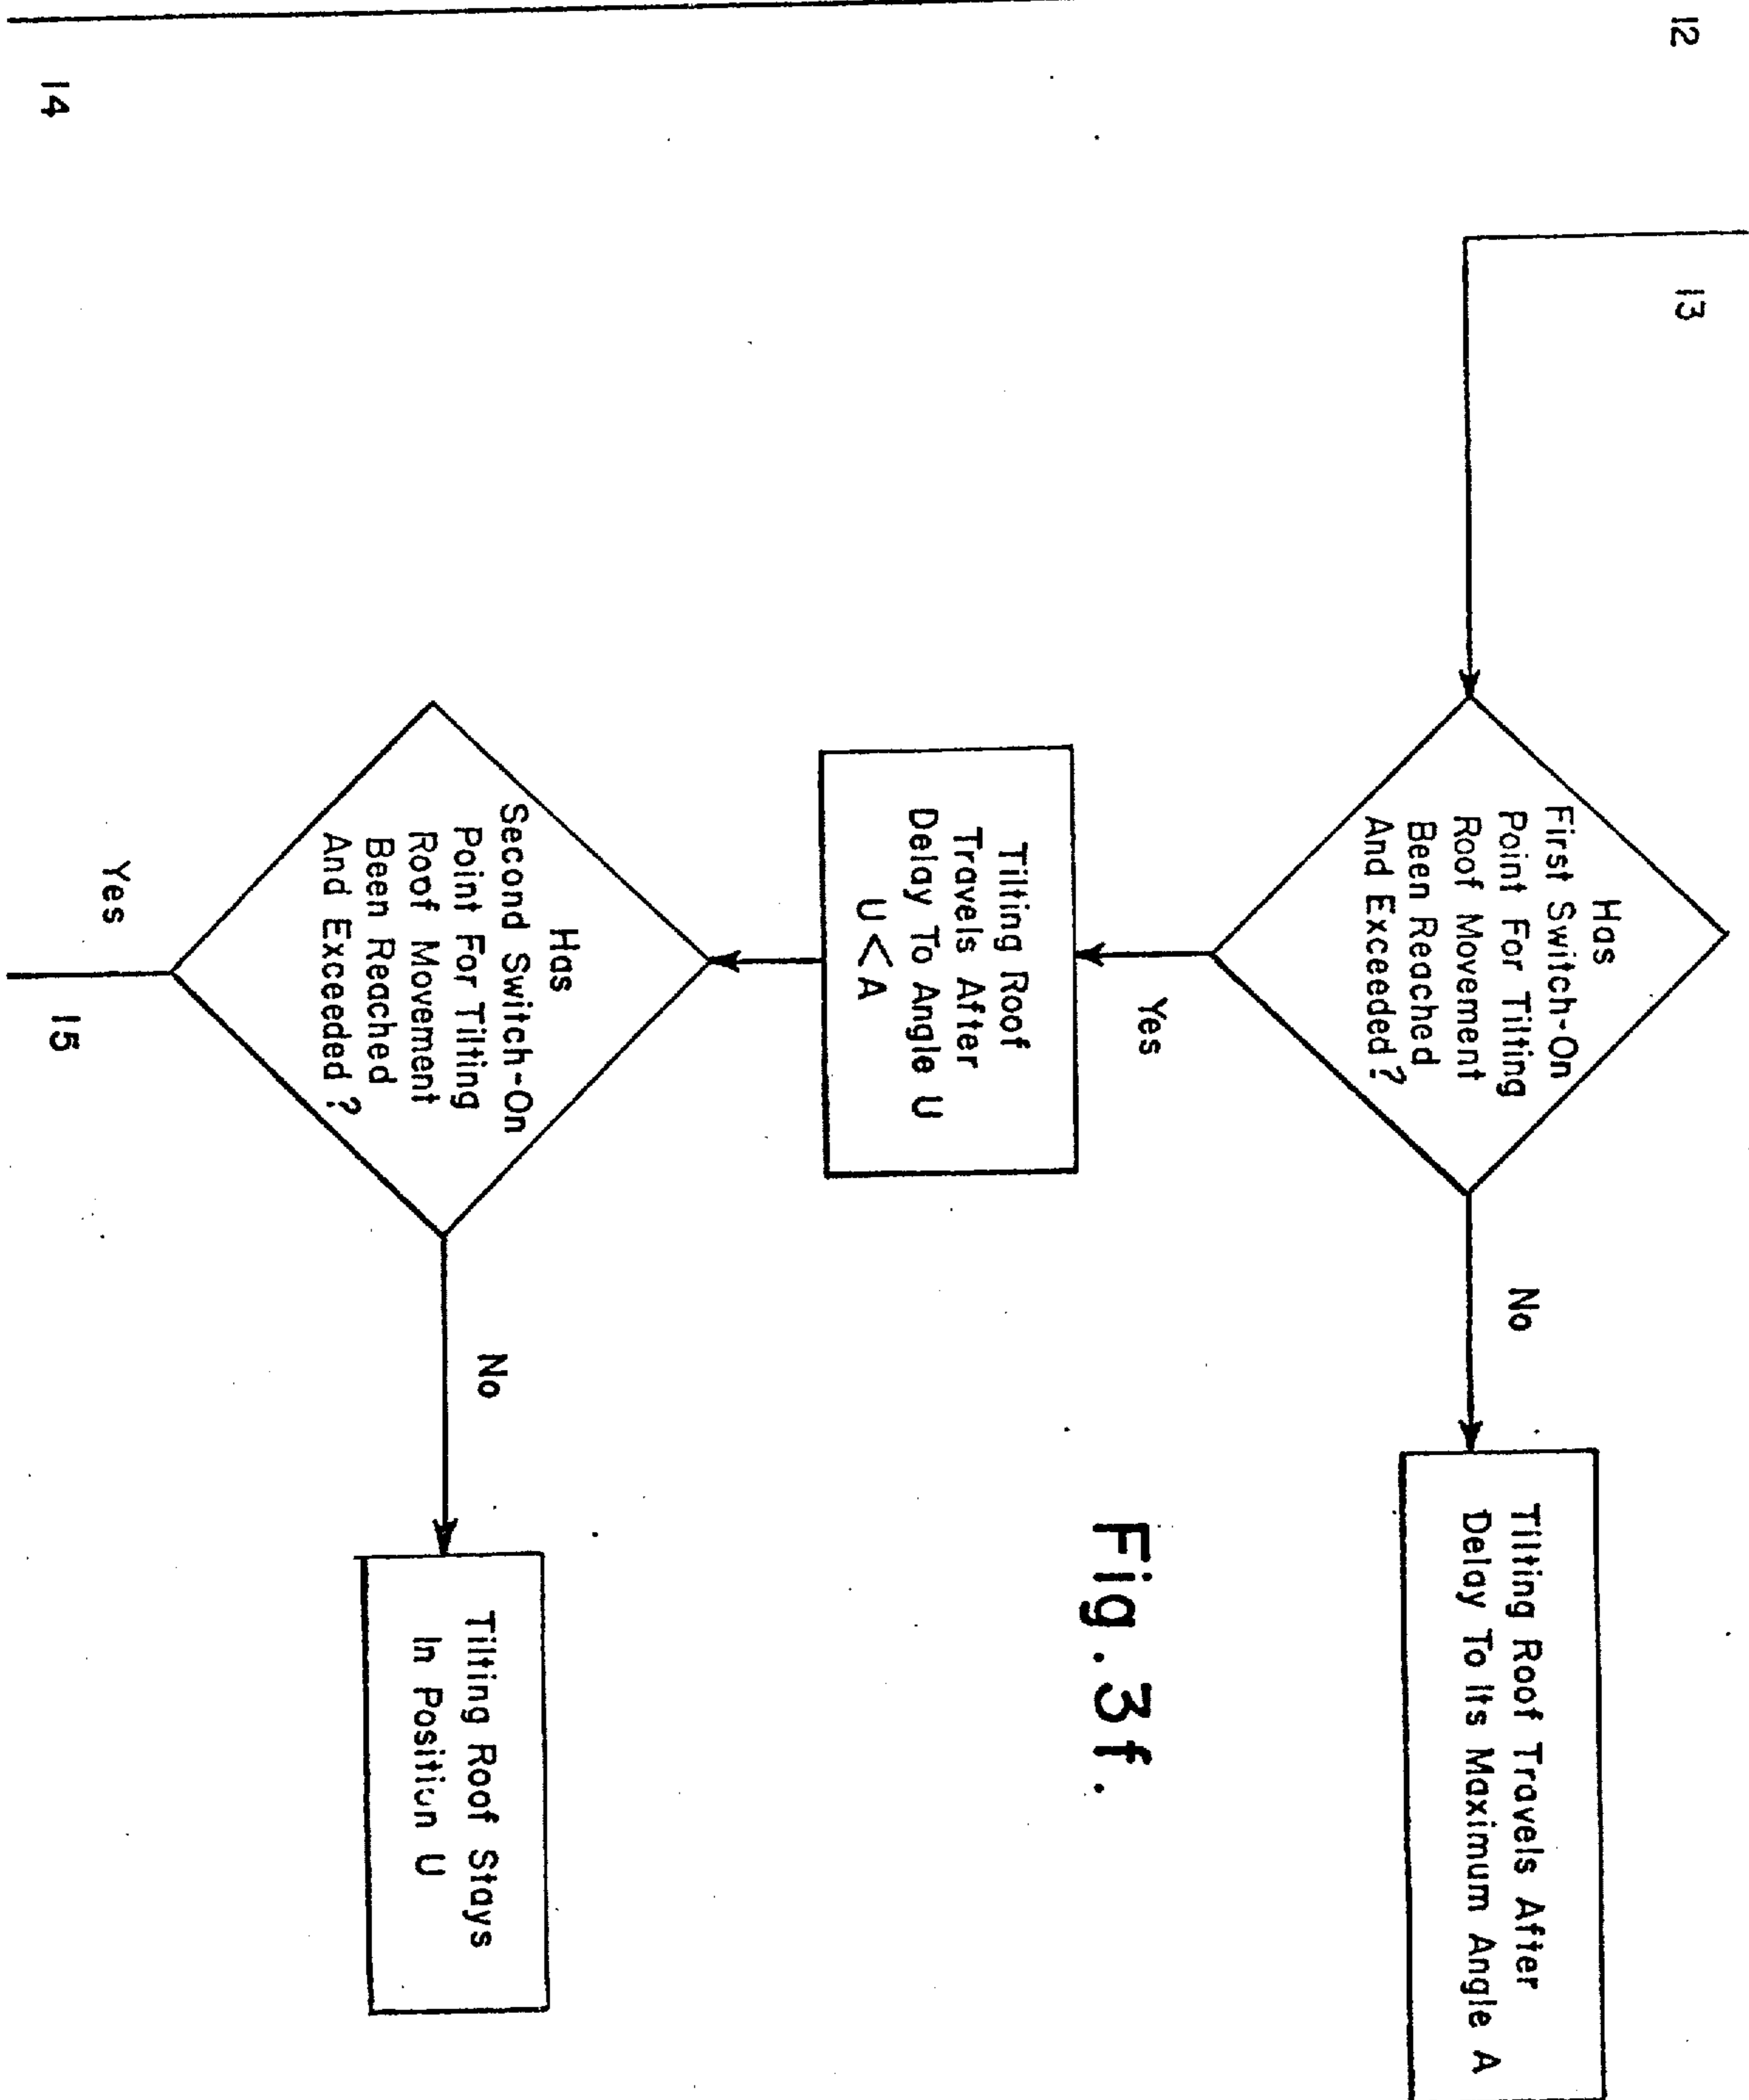 12
13
Has
First Switch-On
Point For Tilting
Roof Movement
Been Reached
And Exceeded?
No
Tilting Roof Travels After
Delay To Its Maximum Angle A
Yes
Tilting Roof
Travels After
Delay To Angle U
U < A
Fig. 3f.
Has
Second Switch-On
Point For Tilting
Roof Movement
Been Reached
And Exceeded?
No
Tilting Roof Stays
In Position U
14
Yes
15